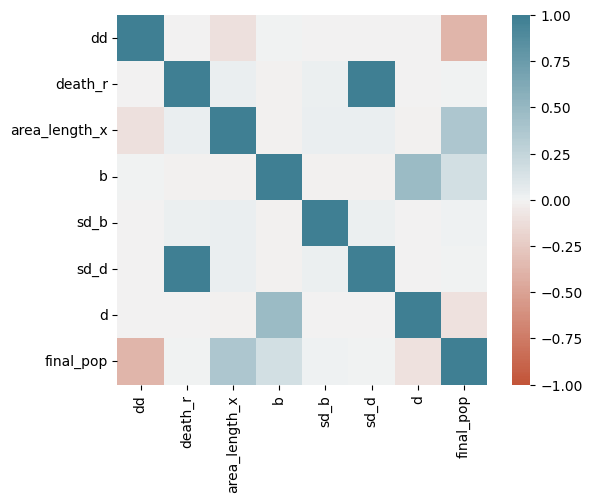 dd
death_r
area_length_x
b
sd_b
sd_d
d
final_pop
dd
death_r
area_length_x
b
sd_b
sd_d
d
final_pop
1.00
0.75
0.50
0.25
0.00
−0.25
−0.50
−0.75
−1.00